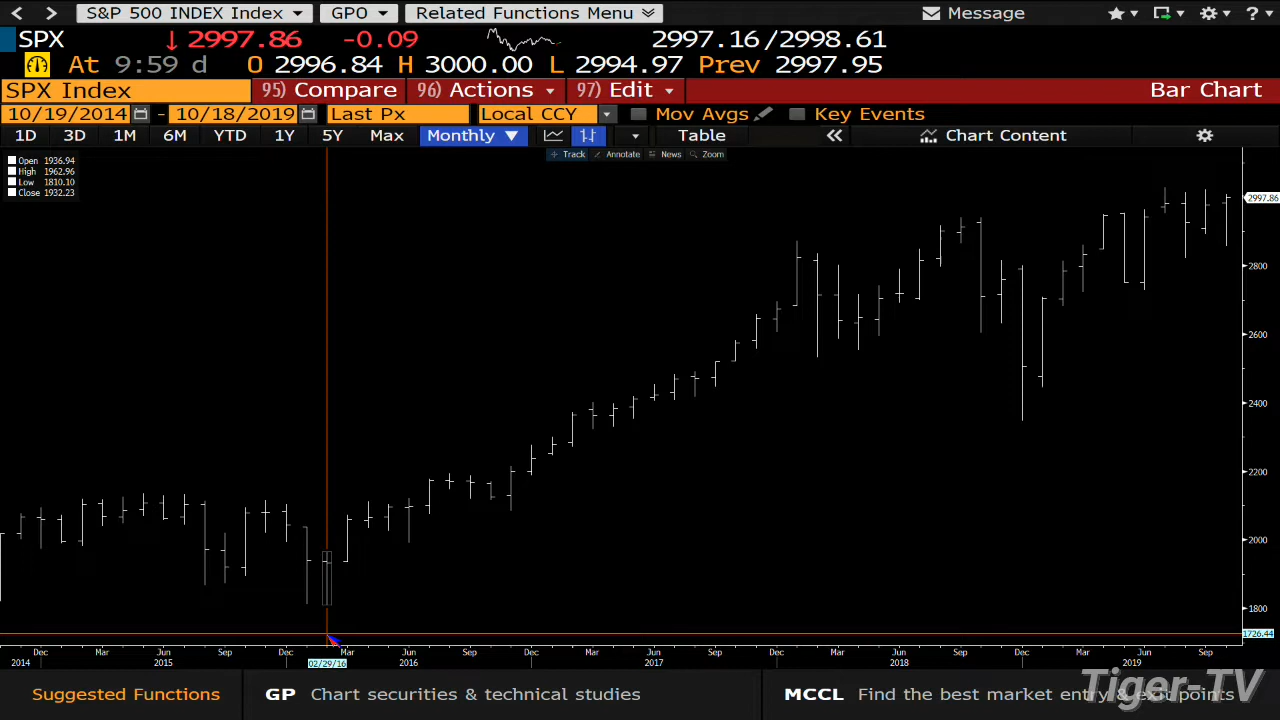 S&P 500 INDEX Index GPO Related Functions Menu Message ?
SPX 2997.86 -0.09 2997.16/2998.61
At 9:59 d O 2996.84 H 3000.00 L 2994.97 Prev 2997.95
SPX Index 95) Compare 96) Actions 97) Edit Bar Chart
10/19/2014 - 10/18/2019 Last Px Local CCY Mov Avgs Key Events
1D 3D 1M 6M YTD 1Y 5Y Max Monthly Table Chart Content
Track Annotate News Zoom
Open 1936.94
High 1962.96
Low 1810.10
Close 1932.23
2997.86
2800
2600
2400
2200
2000
1800
1726.44
Dec Mar Jun Sep Dec Mar Jun Sep Dec Mar Jun Sep Dec Mar Jun Sep Dec Mar Jun Sep
2014 2015 02/29/16 2016 2017 2018 2019
Suggested Functions GP Chart securities & technical studies MCCL Find the best market entry & exit points
Tiger-TV